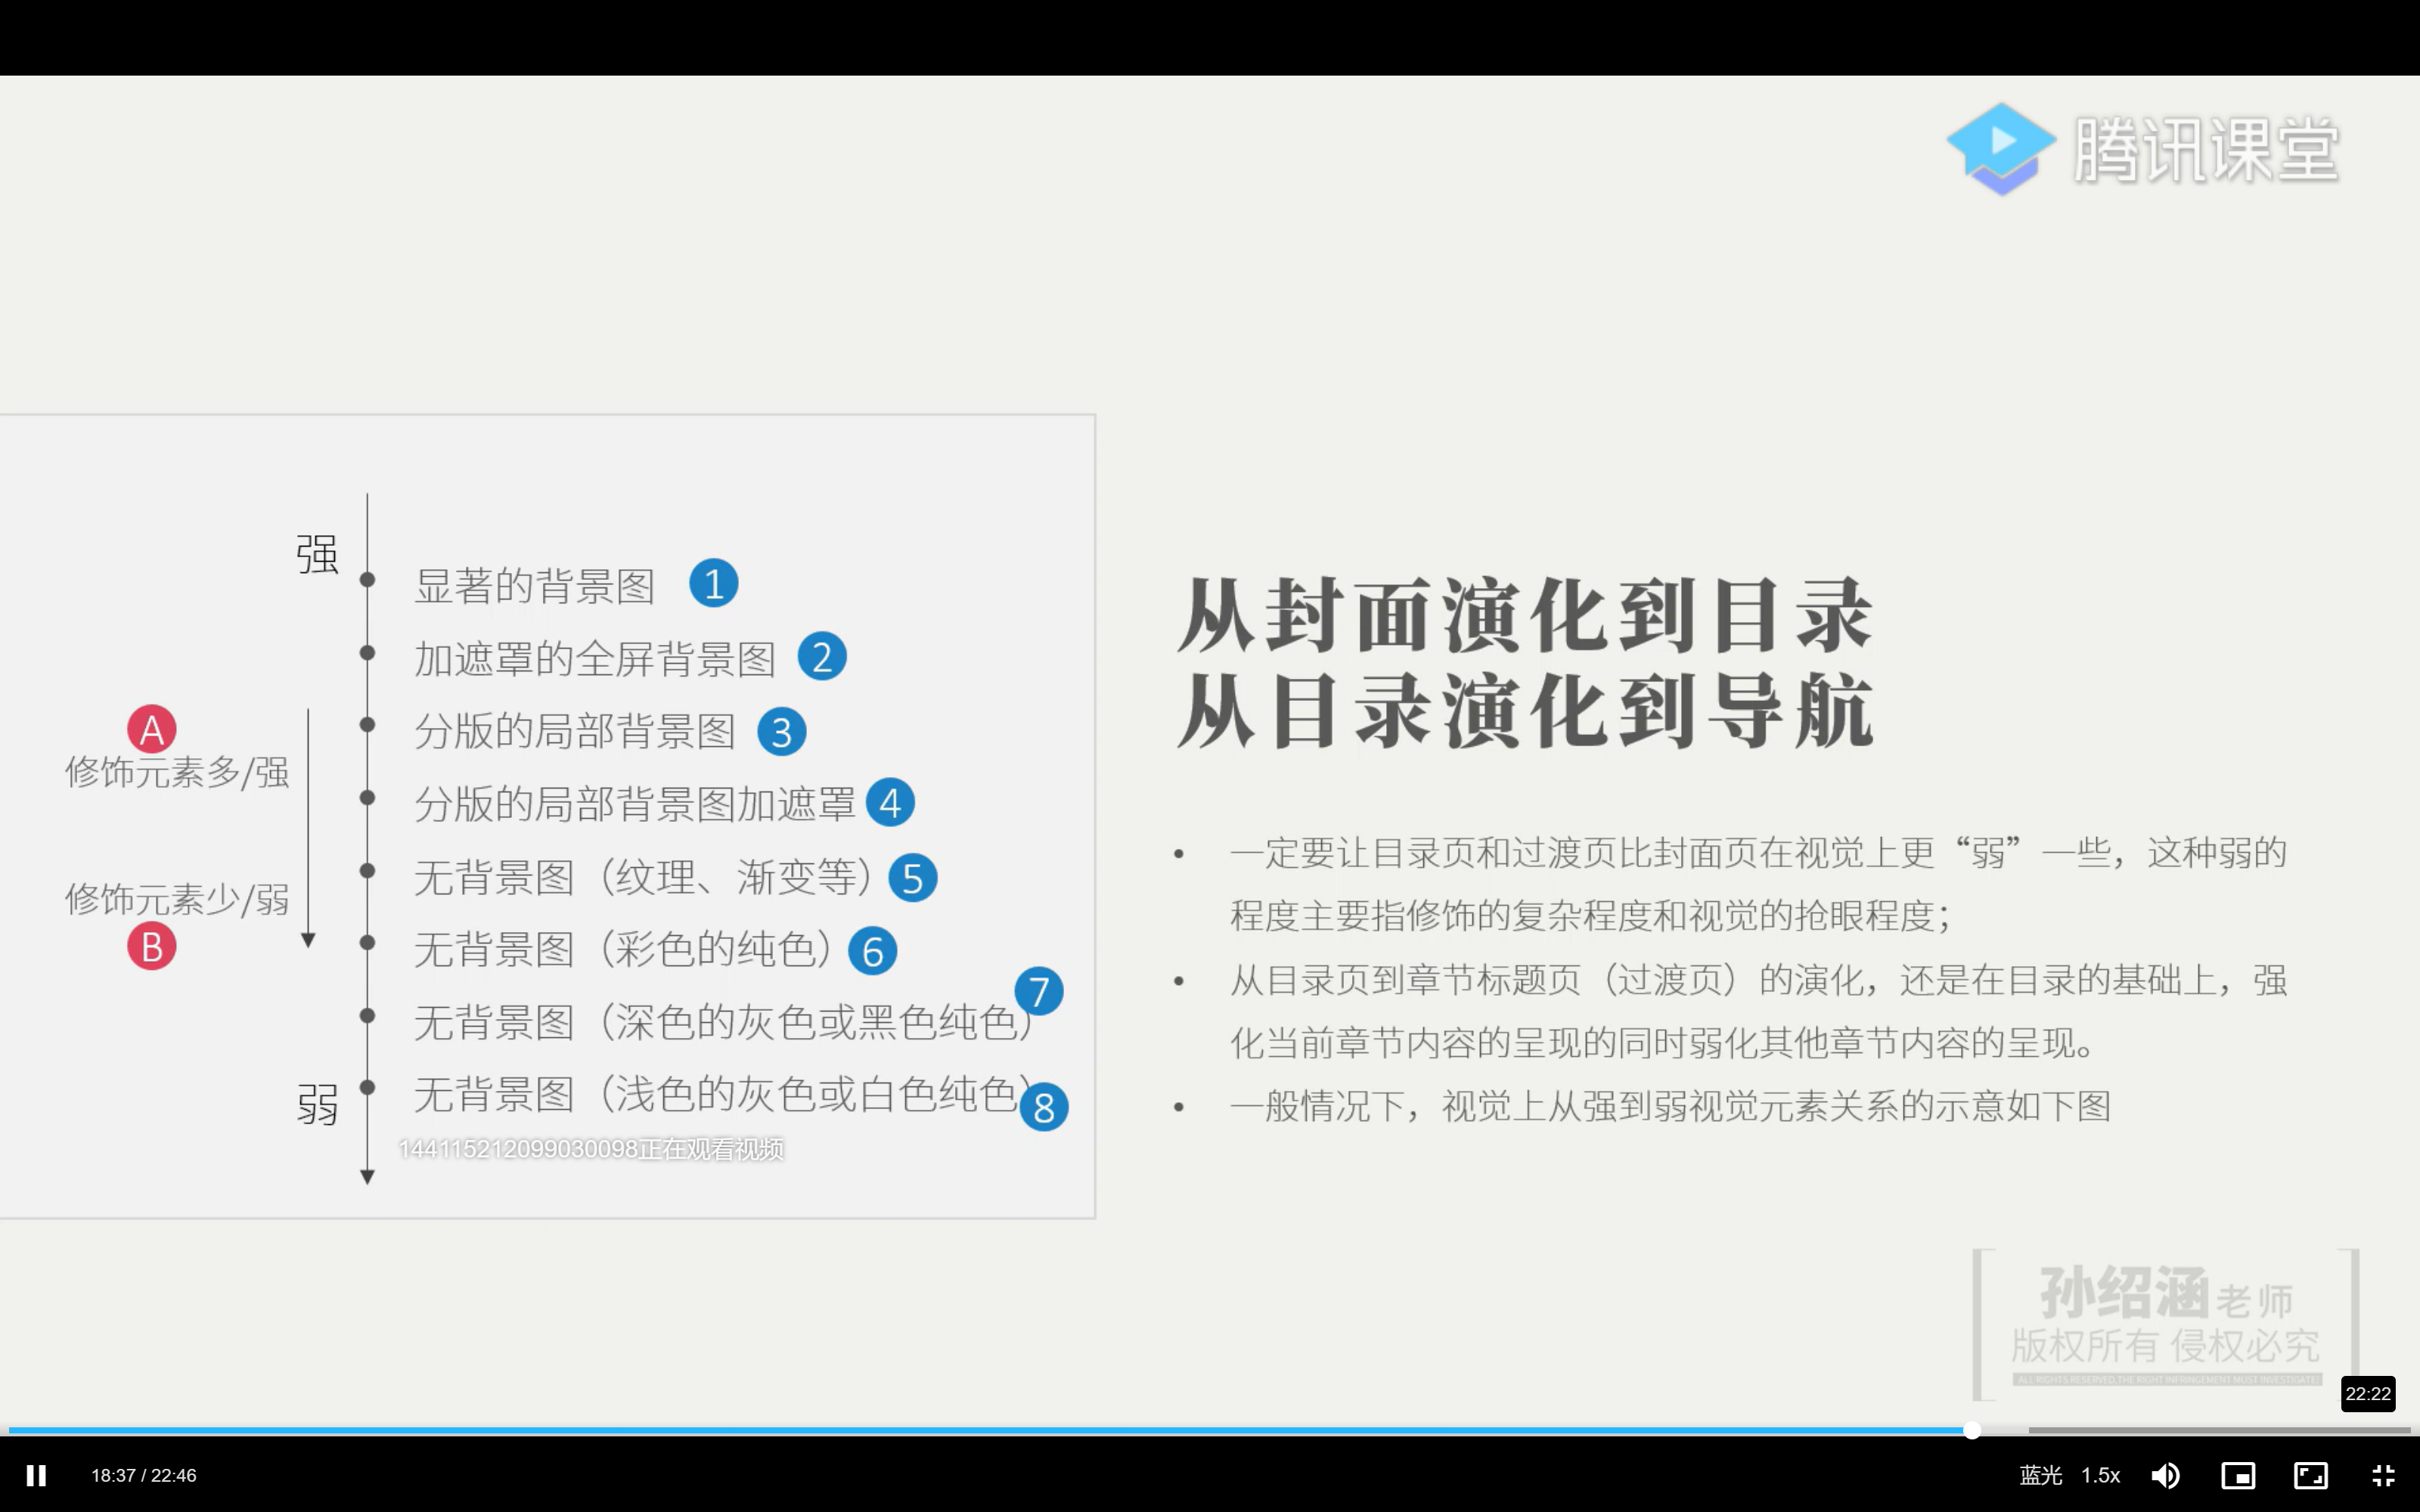 腾讯课堂
强
显著的背景图 1
加遮罩的全屏背景图 2
A
分版的局部背景图 3
修饰元素多/强
分版的局部背景图加遮罩 4
无背景图（纹理、渐变等） 5
修饰元素少/弱
B
无背景图（彩色的纯色） 6
无背景图（深色的灰色或黑色纯色） 7
弱
无背景图（浅色的灰色或白色纯色） 8
144115212099030098正在观看视频
从封面演化到目录
从目录演化到导航
• 一定要让目录页和过渡页比封面页在视觉上更“弱”一些，这种弱的
程度主要指修饰的复杂程度和视觉的抢眼程度；
• 从目录页到章节标题页（过渡页）的演化，还是在目录的基础上，强
化当前章节内容的呈现的同时弱化其他章节内容的呈现。
• 一般情况下，视觉上从强到弱视觉元素关系的示意如下图
孙绍涵老师
版权所有 侵权必究
ALL RIGHTS RESERVED,THE RIGHT INFRINGEMENT MUST INVESTIGATE
22:22
18:37 / 22:46
蓝光 1.5x